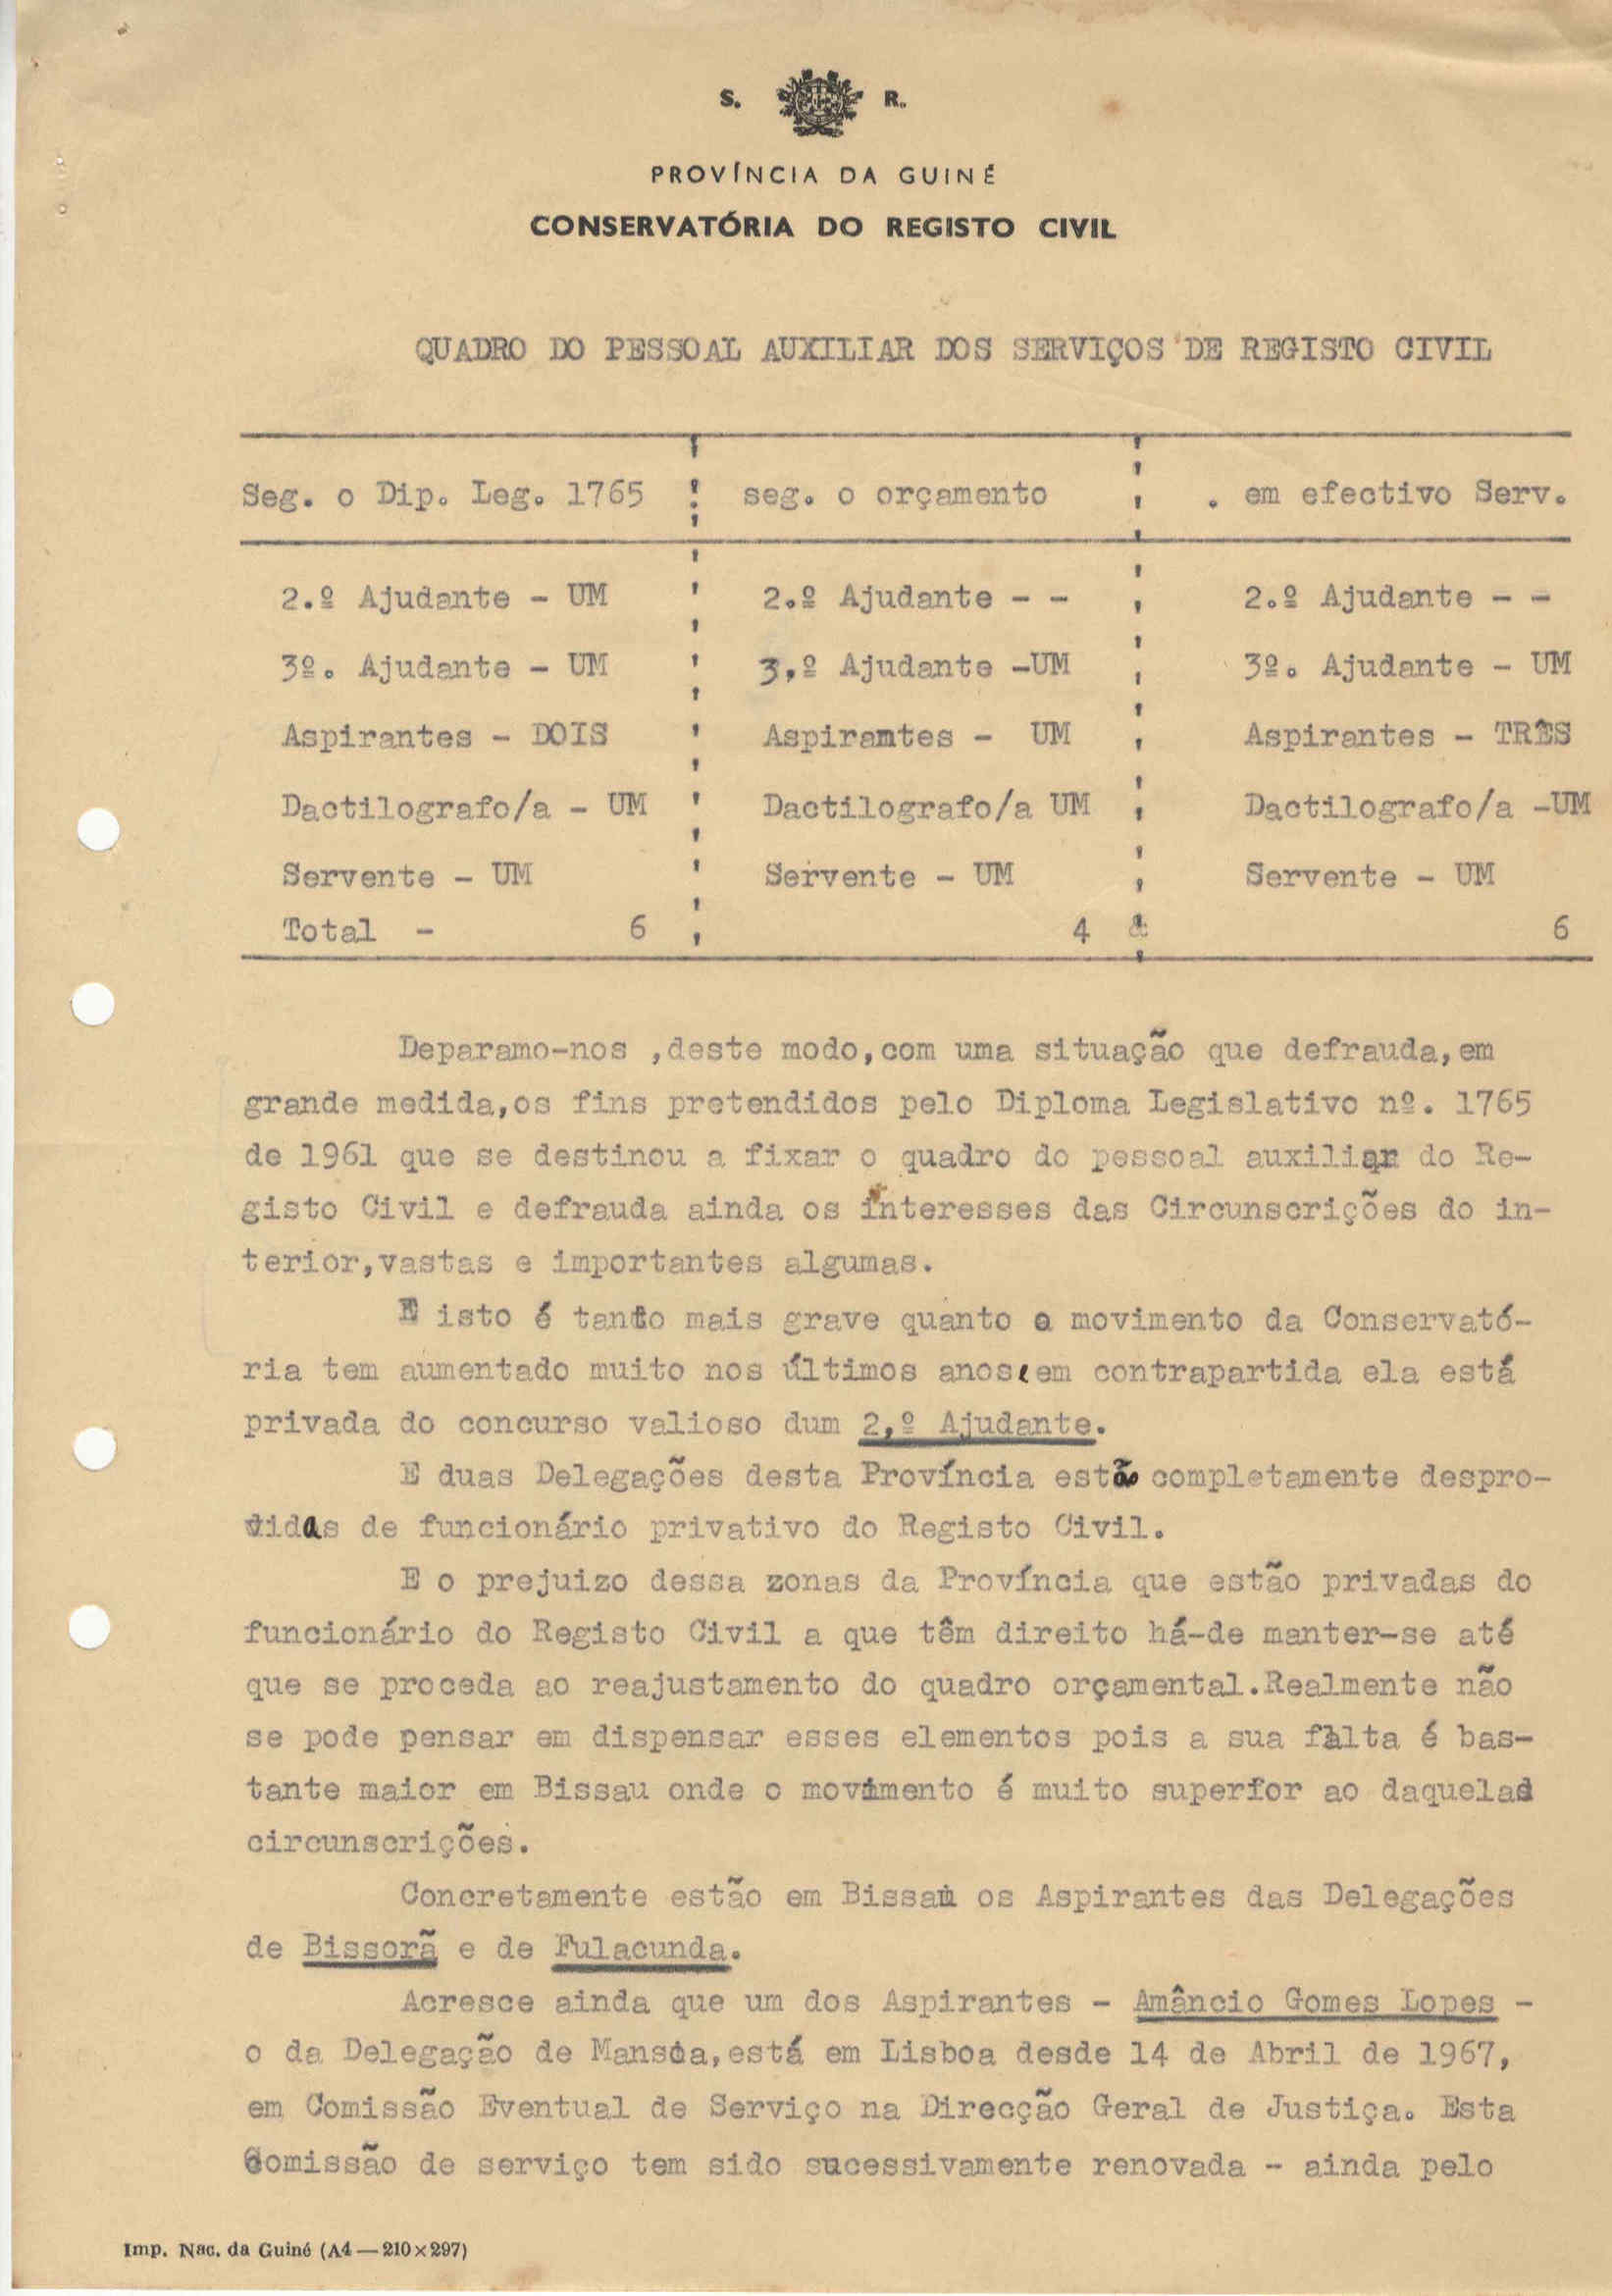 S. R.
PROVÍNCIA DA GUINÉ
CONSERVATÓRIA DO REGISTO CIVIL
QUADRO DO PESSOAL AUXILIAR DOS SERVIÇOS DE REGISTO CIVIL
Seg. o Dip. Leg. 1765 seg. o orçamento . em efectivo Serv.
2.º Ajudante - UM 2.º Ajudante - - 2.º Ajudante - -
3º. Ajudante - UM 3,º Ajudante -UM 3º. Ajudante - UM
Aspirantes - DOIS Aspirantes - UM Aspirantes - TRÊS
Dactilografo/a - UM Dactilografo/a UM Dactilografo/a -UM
Servente - UM Servente - UM Servente - UM
Total - 6 4 6
Deparamo-nos ,deste modo,com uma situação que defrauda,em
grande medida,os fins pretendidos pelo Diploma Legislativo nº. 1765
de 1961 que se destinou a fixar o quadro do pessoal auxiliar do Re-
gisto Civil e defrauda ainda os interesses das Circunscrições do in-
terior,vastas e importantes algumas.
E isto é tanto mais grave quanto o movimento da Conservató-
ria tem aumentado muito nos últimos anos,em contrapartida ela está
privada do concurso valioso dum 2,º Ajudante.
E duas Delegações desta Província estão completamente despro-
vidas de funcionário privativo do Registo Civil.
E o prejuizo dessa zonas da Província que estão privadas do
funcionário do Registo Civil a que têm direito há-de manter-se até
que se proceda ao reajustamento do quadro orçamental.Realmente não
se pode pensar em dispensar esses elementos pois a sua falta é bas-
tante maior em Bissau onde o movimento é muito superior ao daquelas
circunscrições.
Concretamente estão em Bissau os Aspirantes das Delegações
de Bissorã e de Fulacunda.
Acresce ainda que um dos Aspirantes - Amâncio Gomes Lopes -
o da Delegação de Mansôa,está em Lisboa desde 14 de Abril de 1967,
em Comissão Eventual de Serviço na Direcção Geral de Justiça. Esta
Comissão de serviço tem sido sucessivamente renovada - ainda pelo
Imp. Nac. da Guiné (A4—210×297)